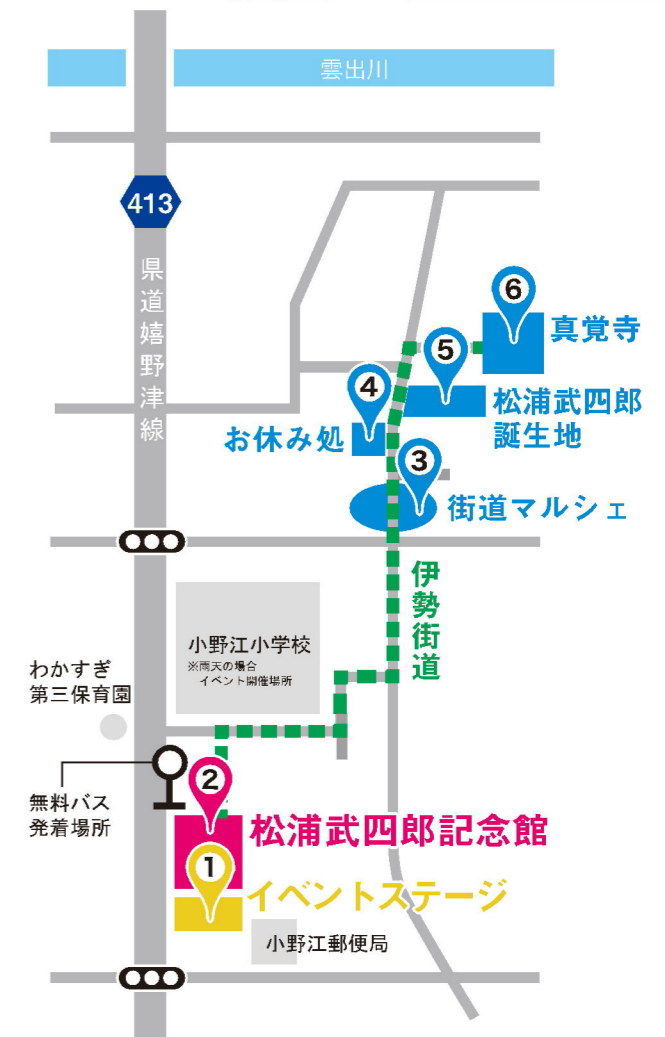 雲出川
413
県道嬉野津線
6
真覚寺
5
松浦武四郎
誕生地
4
お休み処
3
街道マルシェ
伊勢街道
小野江小学校
※雨天の場合
イベント開催場所
わかすぎ
第三保育園
無料バス
発着場所
2
松浦武四郎記念館
1
イベントステージ
小野江郵便局